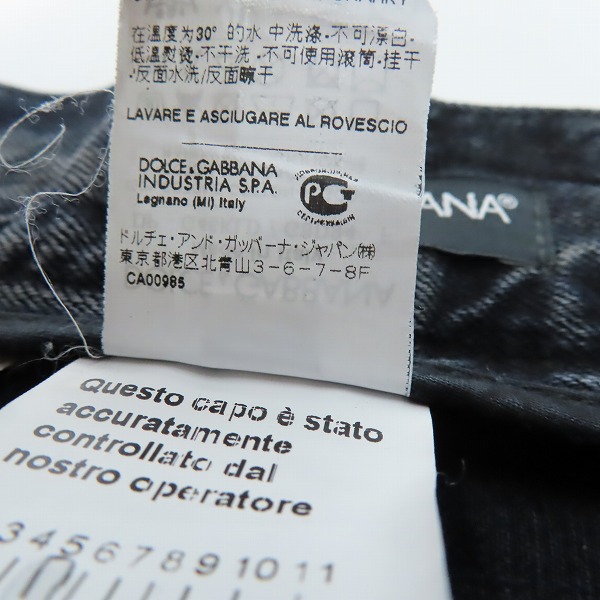 在温度为30°的水 中洗涤·不可漂白·
低温熨烫·不干洗·不可使用滚筒·挂干
·反面水洗/反面晾干
LAVARE E ASCIUGARE AL ROVESCIO
DOLCE&GABBANA
INDUSTRIA S.P.A.
Legnano (MI) Italy
PCT
ドルチェ・アンド・ガッバーナ・ジャパン㈱
東京都港区北青山3-6-7-8F
CA00985
BANA®
Questo capo è stato
accuratamente
controllato dal
nostro operatore
3 4 5 6 7 8 9 10 11